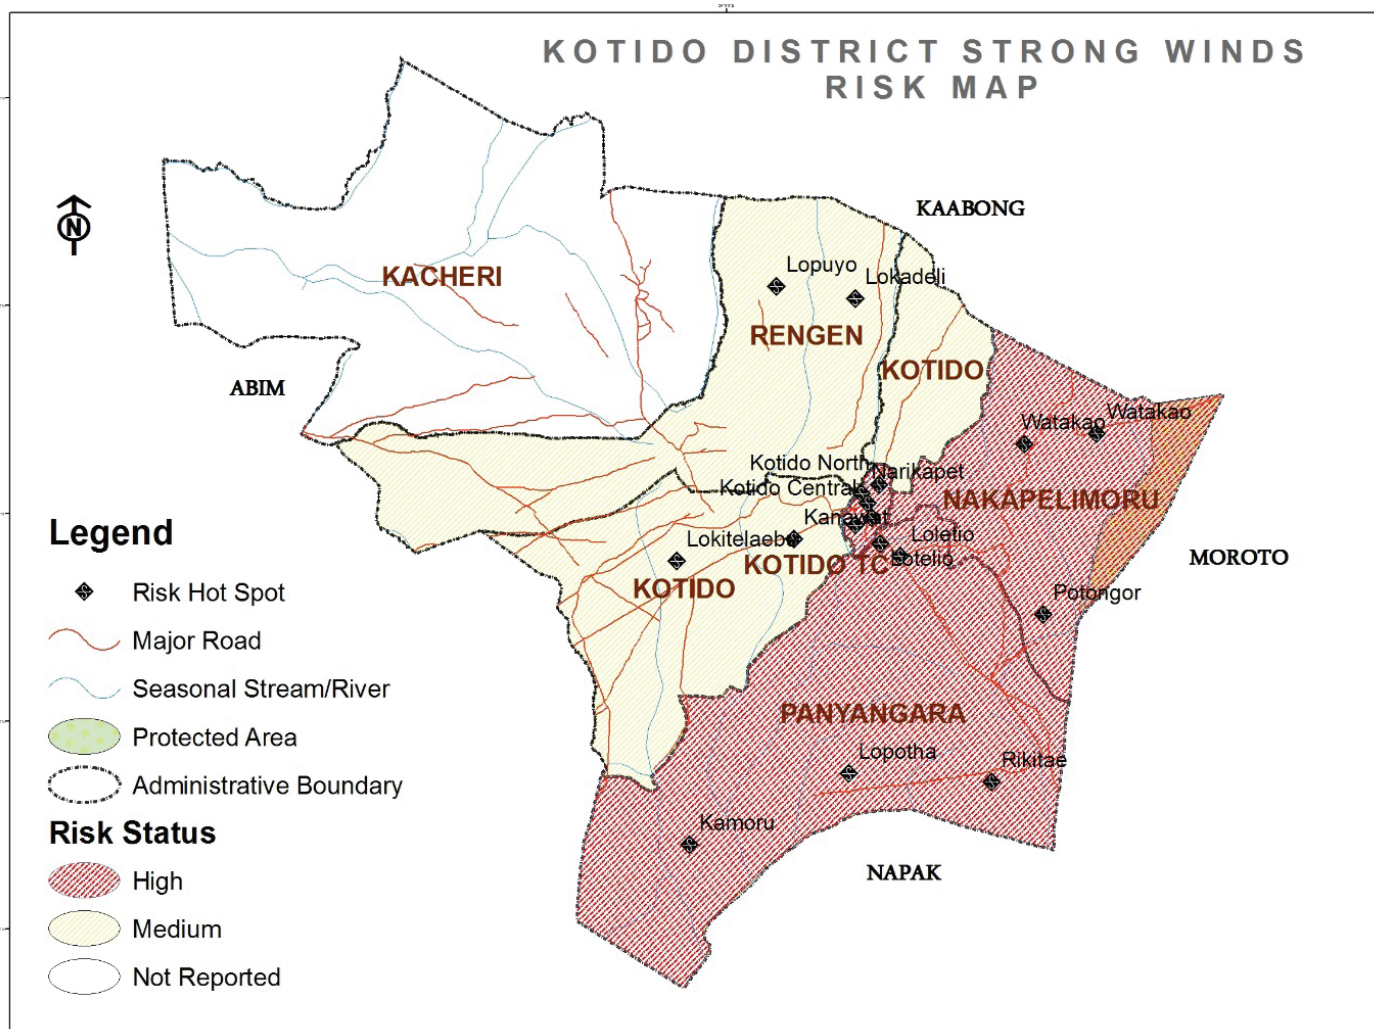 KOTIDO DISTRICT STRONG WINDS
RISK MAP
N
KAABONG
Lopuyo
Lokadeli
KACHERI
RENGEN
KOTIDO
ABIM
Watakao
Watakao
Kotido North
Narikapet
Kotido Central
NAKAPELIMORU
Kanawat
Lokitelaebu
Loletio
Lotelio
KOTIDO TC
MOROTO
KOTIDO
Potongor
PANYANGARA
Lopotha
Rikitae
Kamoru
NAPAK
Legend
Risk Hot Spot
Major Road
Seasonal Stream/River
Protected Area
Administrative Boundary
Risk Status
High
Medium
Not Reported